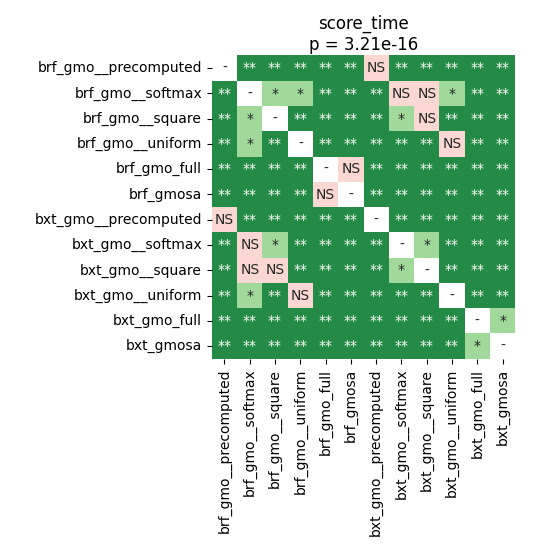 score_time
p = 3.21e-16
brf_gmo__precomputed - ** ** ** ** ** NS ** ** ** ** **
brf_gmo__softmax ** - * * ** ** ** NS NS * ** **
brf_gmo__square ** * - ** ** ** ** * NS ** ** **
brf_gmo__uniform ** * ** - ** ** ** ** ** NS ** **
brf_gmo_full ** ** ** ** - NS ** ** ** ** ** **
brf_gmosa ** ** ** ** NS - ** ** ** ** ** **
bxt_gmo__precomputed NS ** ** ** ** ** - ** ** ** ** **
bxt_gmo__softmax ** NS * ** ** ** ** - * ** ** **
bxt_gmo__square ** NS NS ** ** ** ** * - ** ** **
bxt_gmo__uniform ** * ** NS ** ** ** ** ** - ** **
bxt_gmo_full ** ** ** ** ** ** ** ** ** ** - *
bxt_gmosa ** ** ** ** ** ** ** ** ** ** * -
brf_gmo__precomputed
brf_gmo__softmax
brf_gmo__square
brf_gmo__uniform
brf_gmo_full
brf_gmosa
bxt_gmo__precomputed
bxt_gmo__softmax
bxt_gmo__square
bxt_gmo__uniform
bxt_gmo_full
bxt_gmosa